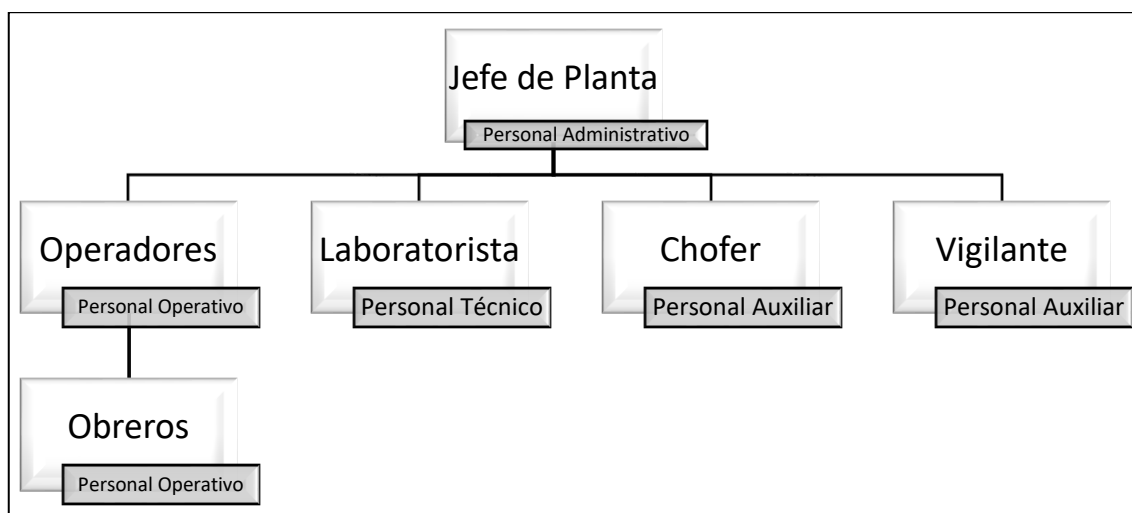 Jefe de Planta
Personal Administrativo
Operadores
Personal Operativo
Laboratorista
Personal Técnico
Chofer
Personal Auxiliar
Vigilante
Personal Auxiliar
Obreros
Personal Operativo